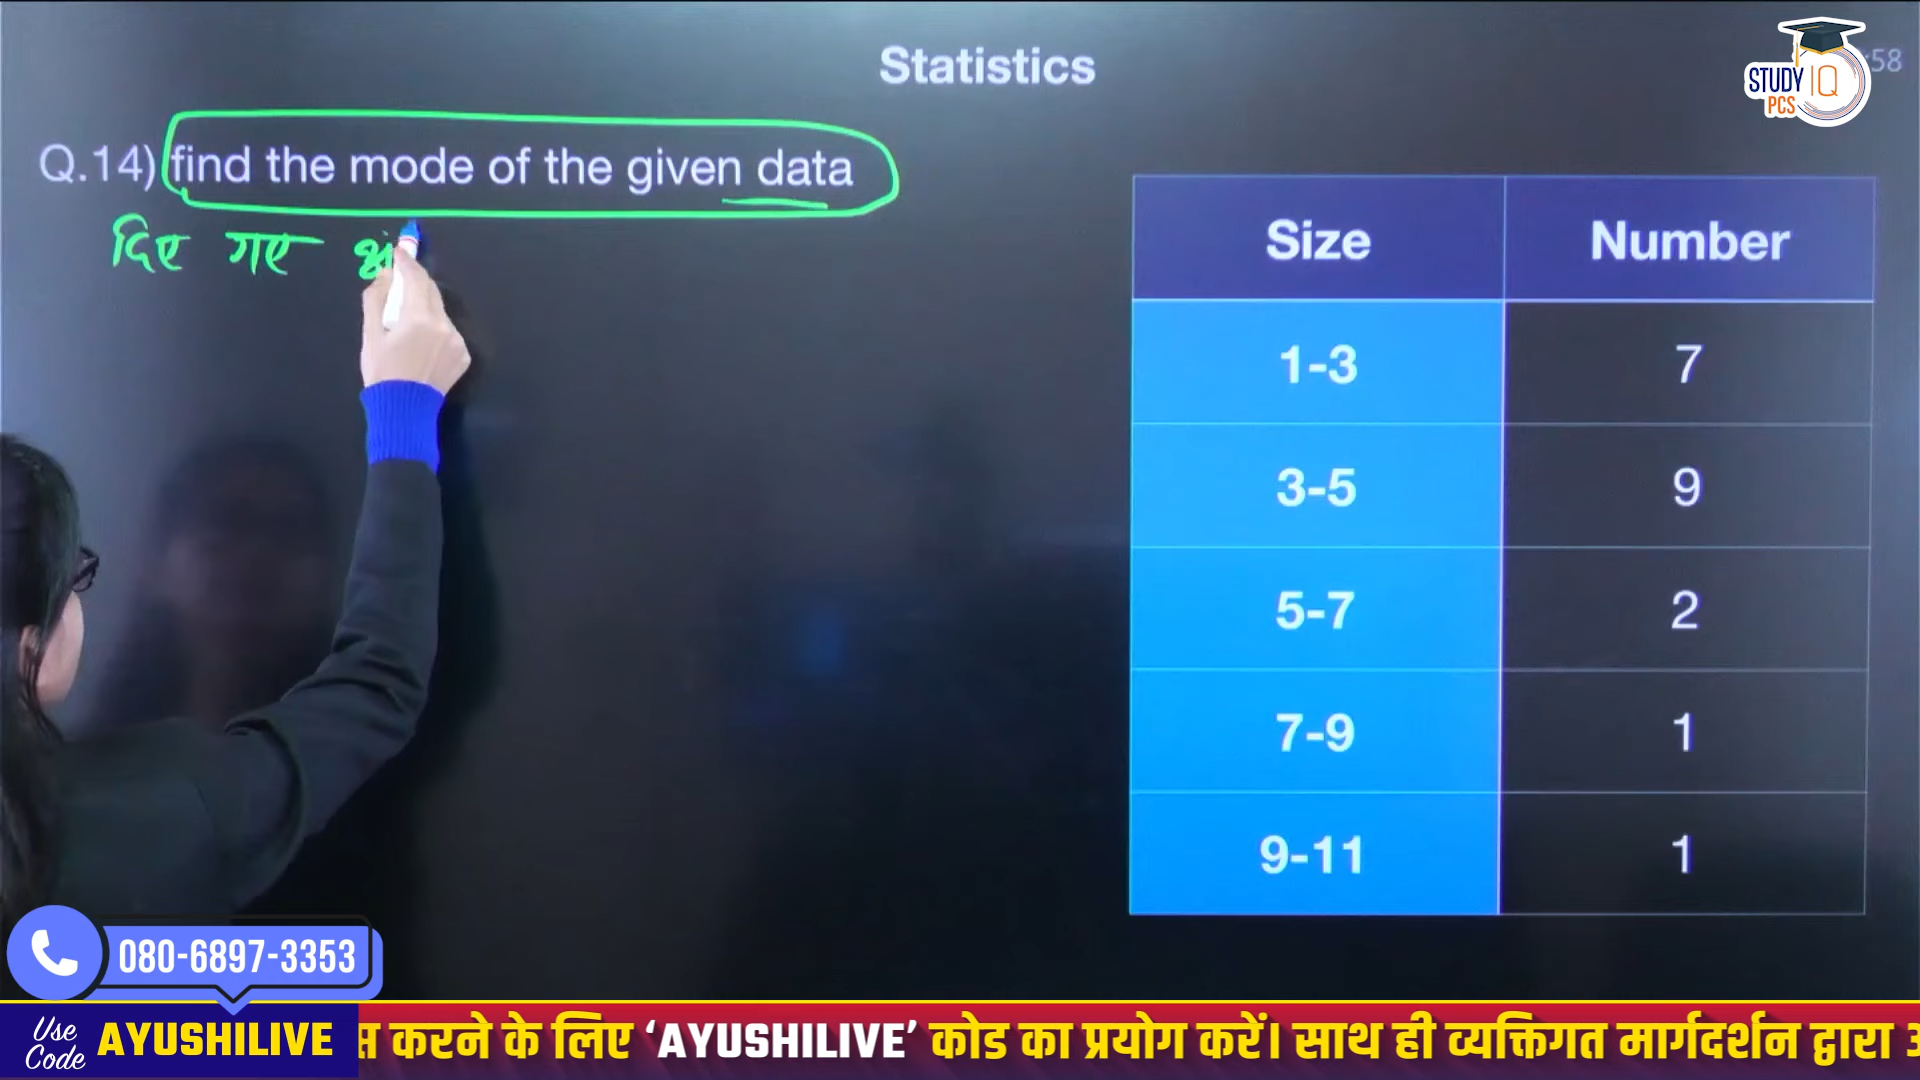 Statistics
:58
STUDY IQ
PCS
Q.14) find the mode of the given data
दिए गए
Size Number
1-3 7
3-5 9
5-7 2
7-9 1
9-11 1
080-6897-3353
Use Code AYUSHILIVE
करने के लिए ‘AYUSHILIVE’ कोड का प्रयोग करें। साथ ही व्यक्तिगत मार्गदर्शन द्वारा